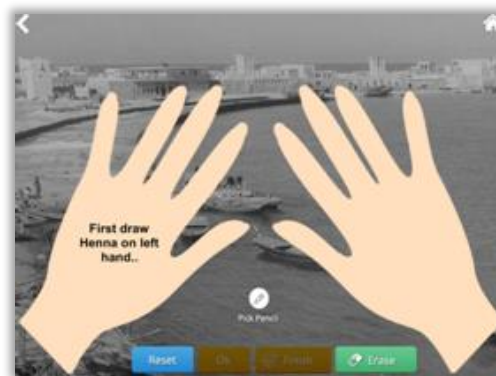 First draw
Henna on left
hand..
Pick Pencil
Reset
Ok
Finish
Erase